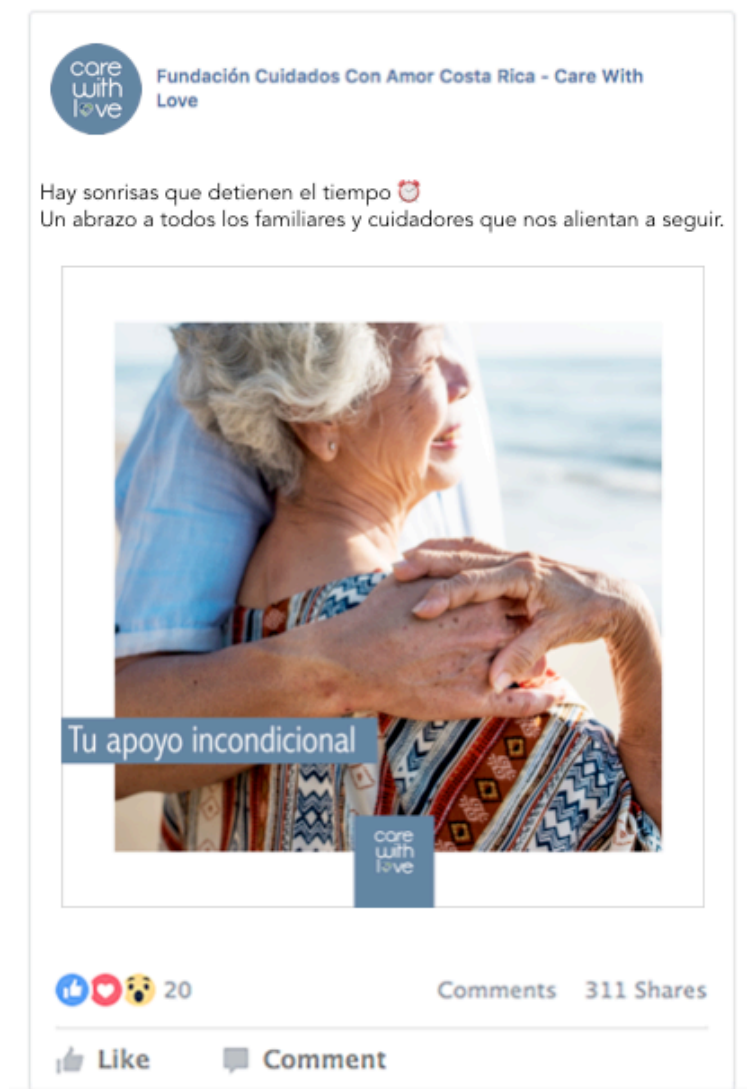 care
with
love
Fundación Cuidados Con Amor Costa Rica - Care With
Love
Hay sonrisas que detienen el tiempo ⏰
Un abrazo a todos los familiares y cuidadores que nos alientan a seguir.
Tu apoyo incondicional
care
with
love
20 Comments 311 Shares
Like Comment